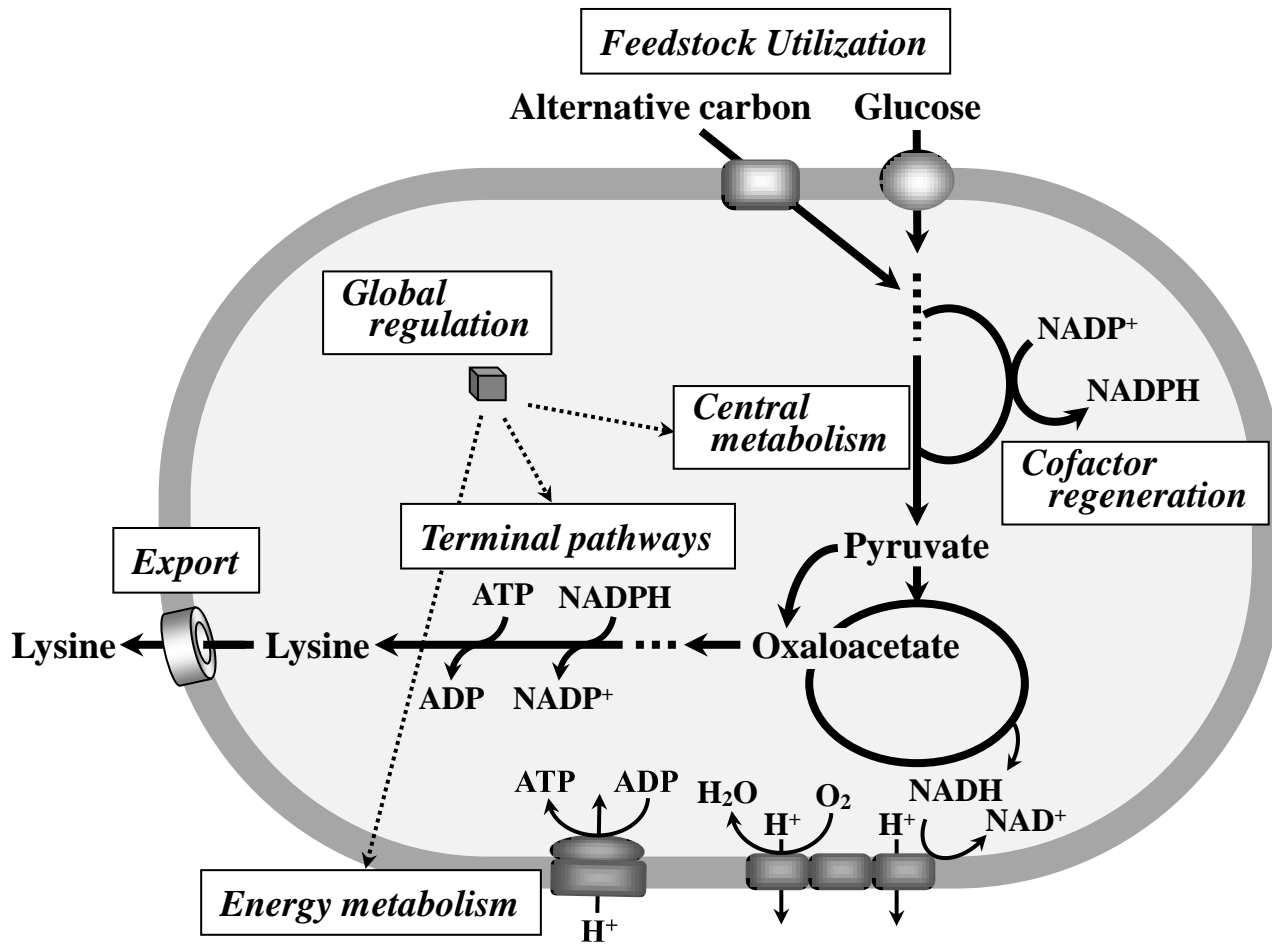 Feedstock Utilization
Alternative carbon
Glucose
Global
regulation
NADP⁺
NADPH
Central
metabolism
Cofactor
regeneration
Terminal pathways
Pyruvate
Export
ATP
NADPH
Lysine
Lysine
Oxaloacetate
ADP
NADP⁺
ATP
ADP
H₂O
O₂
NADH
H⁺
H⁺
NAD⁺
Energy metabolism
H⁺